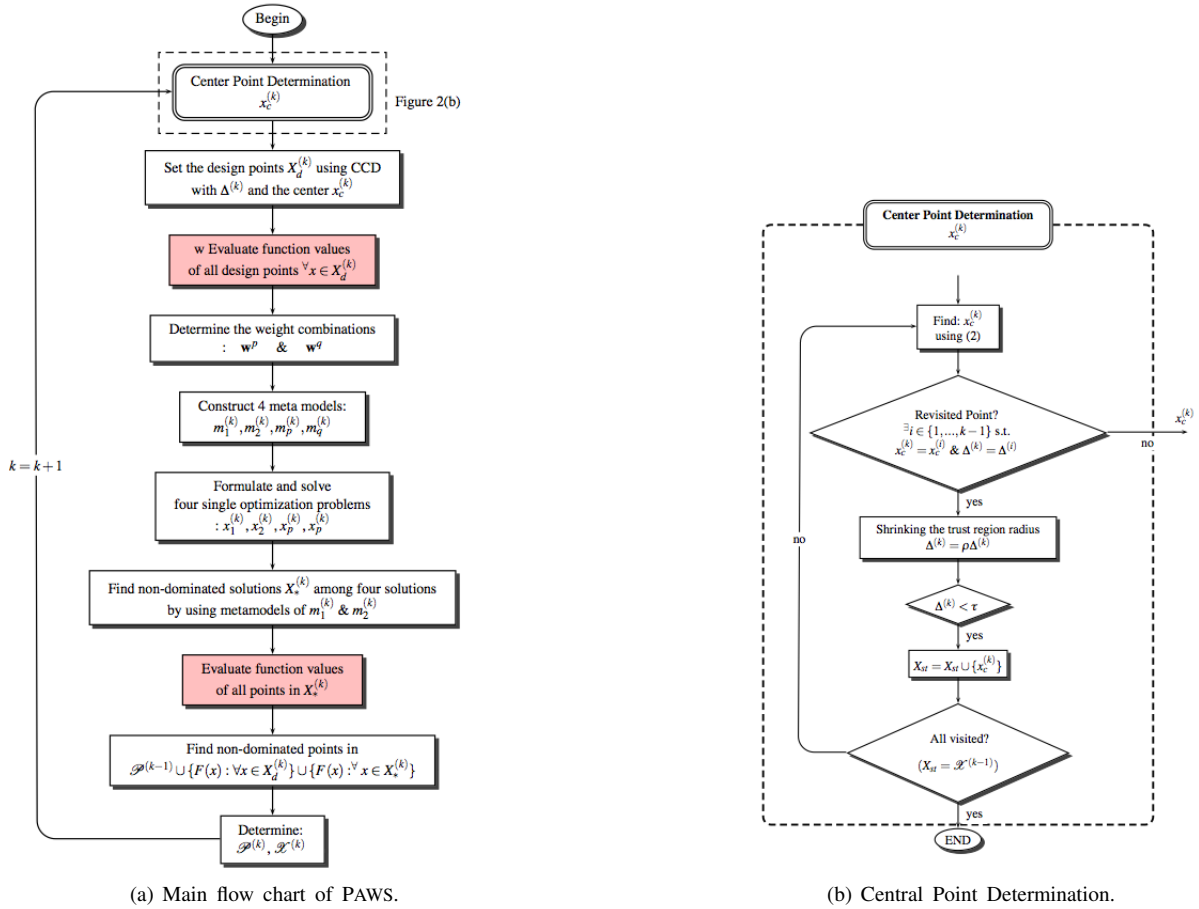 Begin
Center Point Determination
x_c^{(k)}
Figure 2(b)
Set the design points X_d^{(k)} using CCD
with Δ^{(k)} and the center x_c^{(k)}
w Evaluate function values
of all design points ^∀x ∈ X_d^{(k)}
Determine the weight combinations
: w^p & w^q
Construct 4 meta models:
m_1^{(k)}, m_2^{(k)}, m_p^{(k)}, m_q^{(k)}
k = k+1
Formulate and solve
four single optimization problems
: x_1^{(k)}, x_2^{(k)}, x_p^{(k)}, x_p^{(k)}
Find non-dominated solutions X_*^{(k)} among four solutions
by using metamodels of m_1^{(k)} & m_2^{(k)}
Evaluate function values
of all points in X_*^{(k)}
Find non-dominated points in
𝒫^{(k-1)} ∪ {F(x) : ∀x ∈ X_d^{(k)}} ∪ {F(x) :^∀ x ∈ X_*^{(k)}}
Determine:
𝒫^{(k)}, 𝒳^{(k)}
(a) Main flow chart of PAWS.
Center Point Determination
x_c^{(k)}
Find: x_c^{(k)}
using (2)
Revisited Point?
^∃i ∈ {1,...,k−1} s.t.
x_c^{(k)} = x_c^{(i)} & Δ^{(k)} = Δ^{(i)}
x_c^{(k)}
no
yes
Shrinking the trust region radius
Δ^{(k)} = ρΔ^{(k)}
no
Δ^{(k)} < τ
yes
X_{st} = X_{st} ∪ {x_c^{(k)}}
All visited?
(X_{st} = 𝒳^{(k−1)})
yes
END
(b) Central Point Determination.